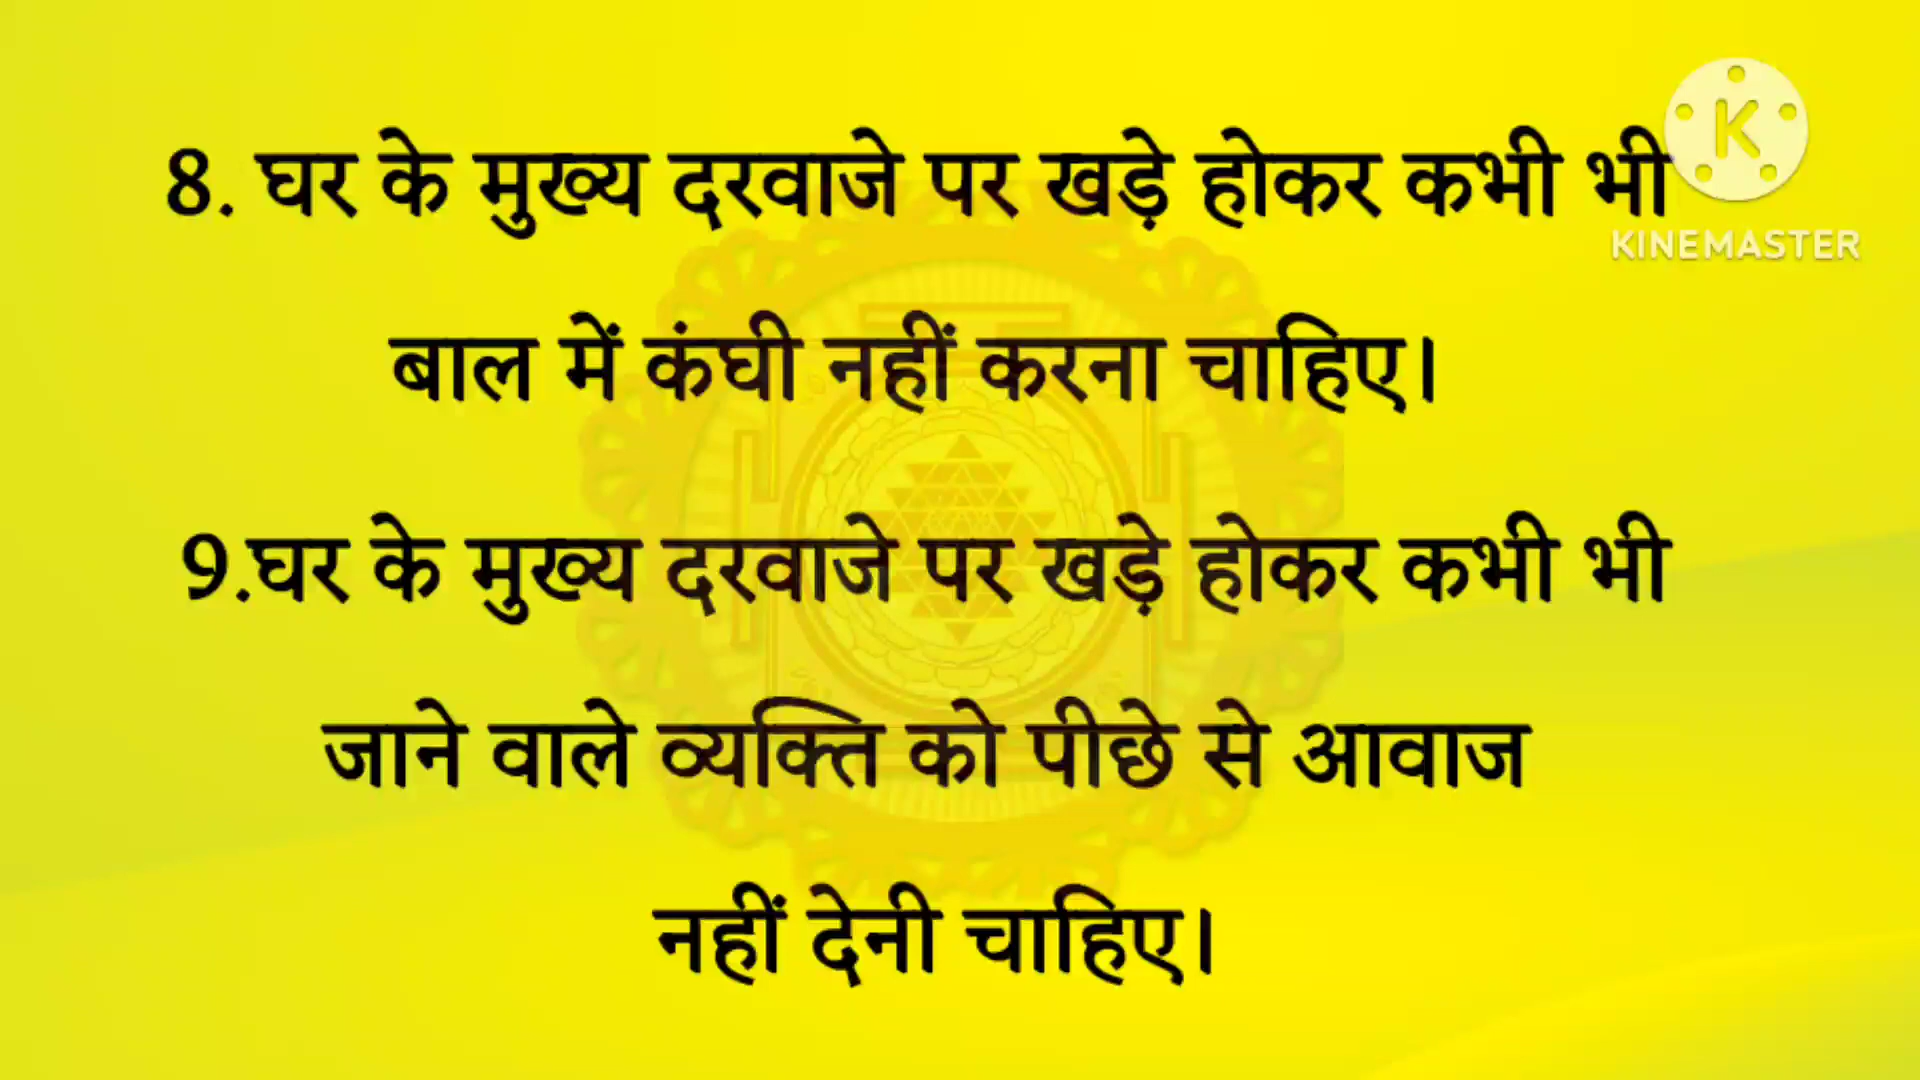 8. घर के मुख्य दरवाजे पर खड़े होकर कभी भी
KINEMASTER
बाल में कंघी नहीं करना चाहिए।
9.घर के मुख्य दरवाजे पर खड़े होकर कभी भी
जाने वाले व्यक्ति को पीछे से आवाज
नहीं देनी चाहिए।